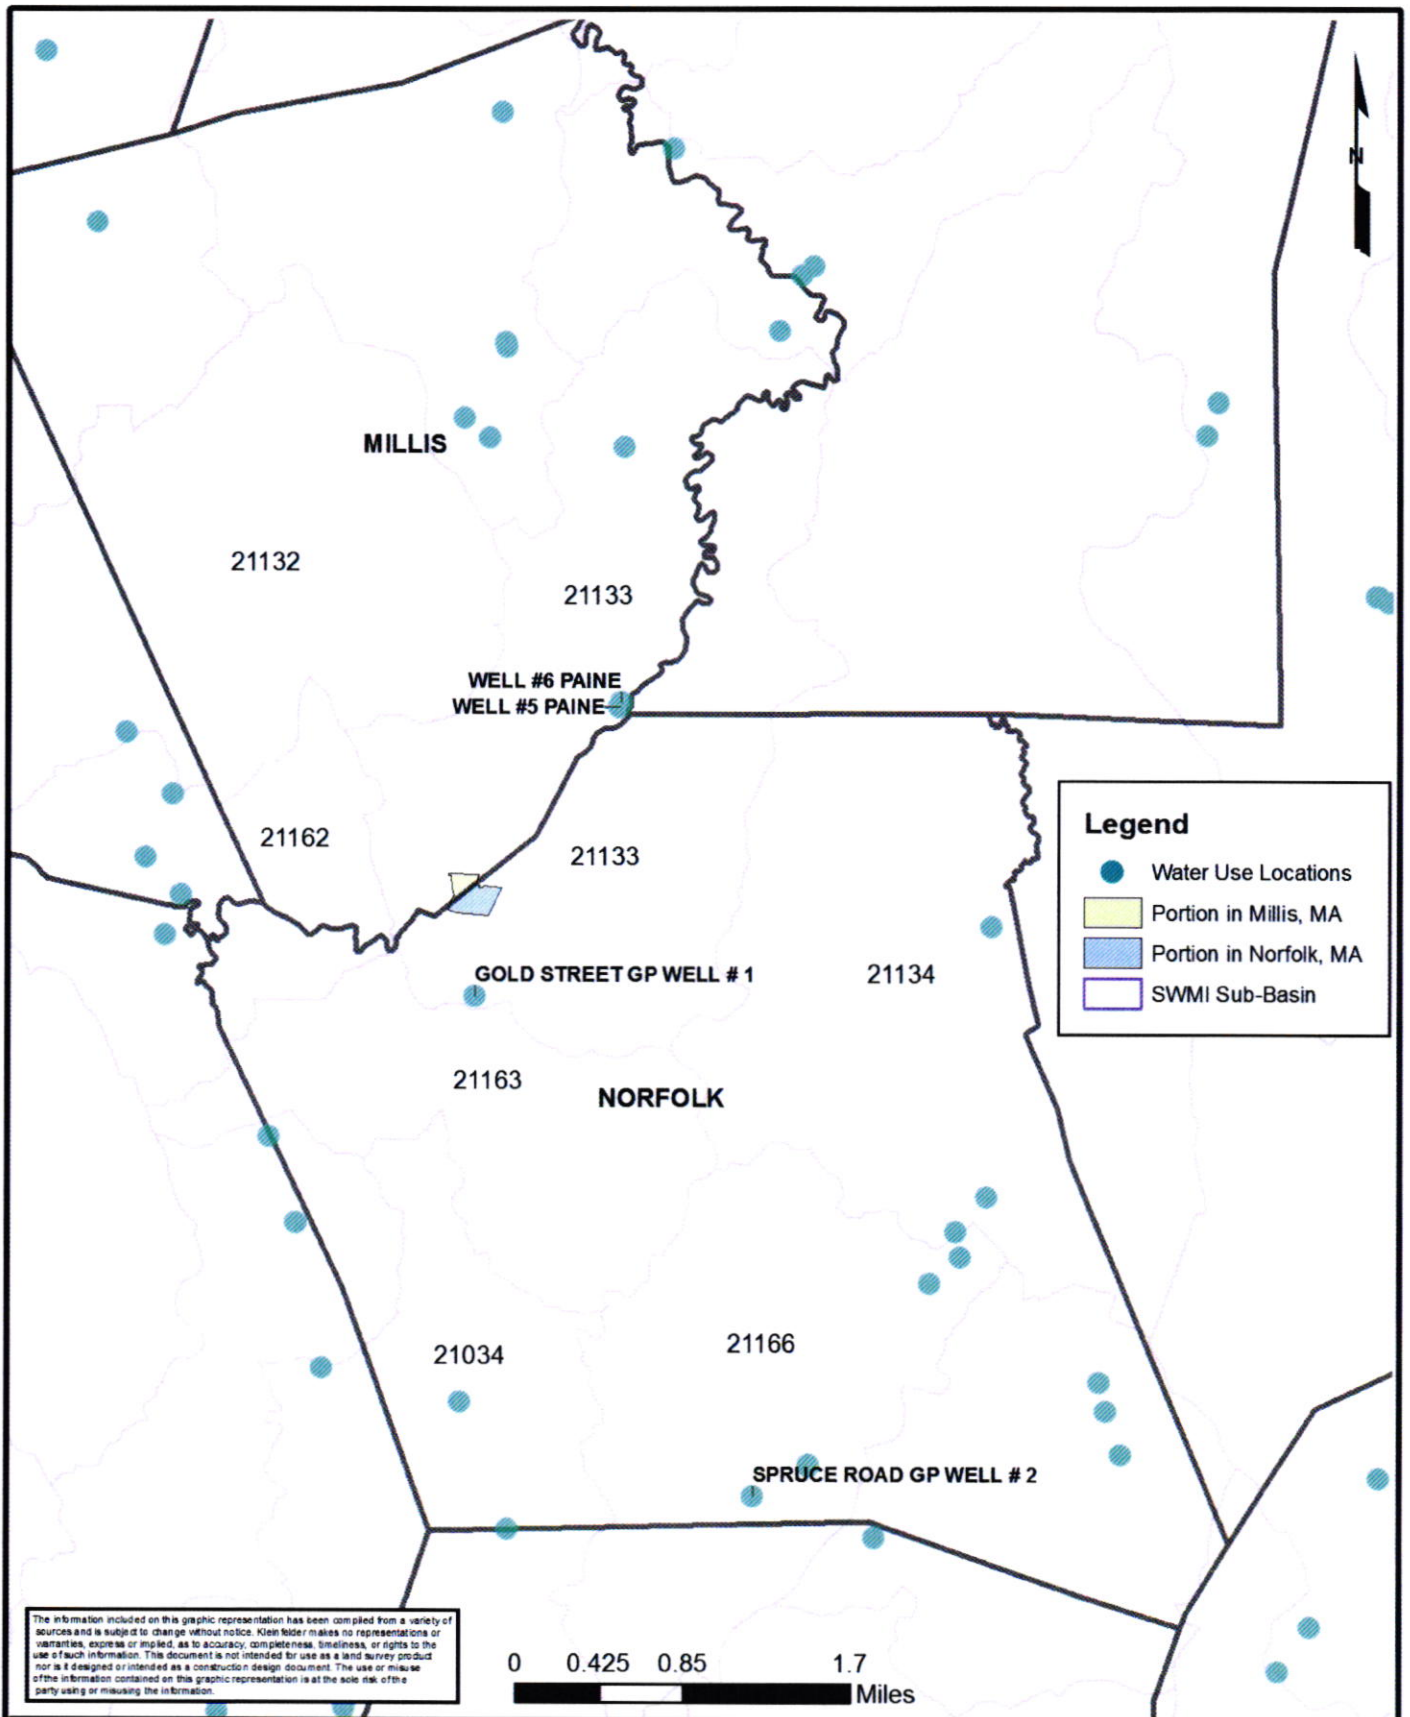 N
MILLIS
21132
21133
WELL #6 PAINE
WELL #5 PAINE
21162
21133
Legend
Water Use Locations
Portion in Millis, MA
Portion in Norfolk, MA
SWMI Sub-Basin
GOLD STREET GP WELL # 1
21134
21163
NORFOLK
21034
21166
SPRUCE ROAD GP WELL # 2
The information included on this graphic representation has been compiled from a variety of
sources and is subject to change without notice. Kleinfelder makes no representations or
warranties, express or implied, as to accuracy, completeness, timeliness, or rights to the
use of such information. This document is not intended for use as a land survey product
nor is it designed or intended as a construction design document. The use or misuse
of the information contained on this graphic representation is at the sole risk of the
party using or misusing the information.
0 0.425 0.85 1.7
Miles